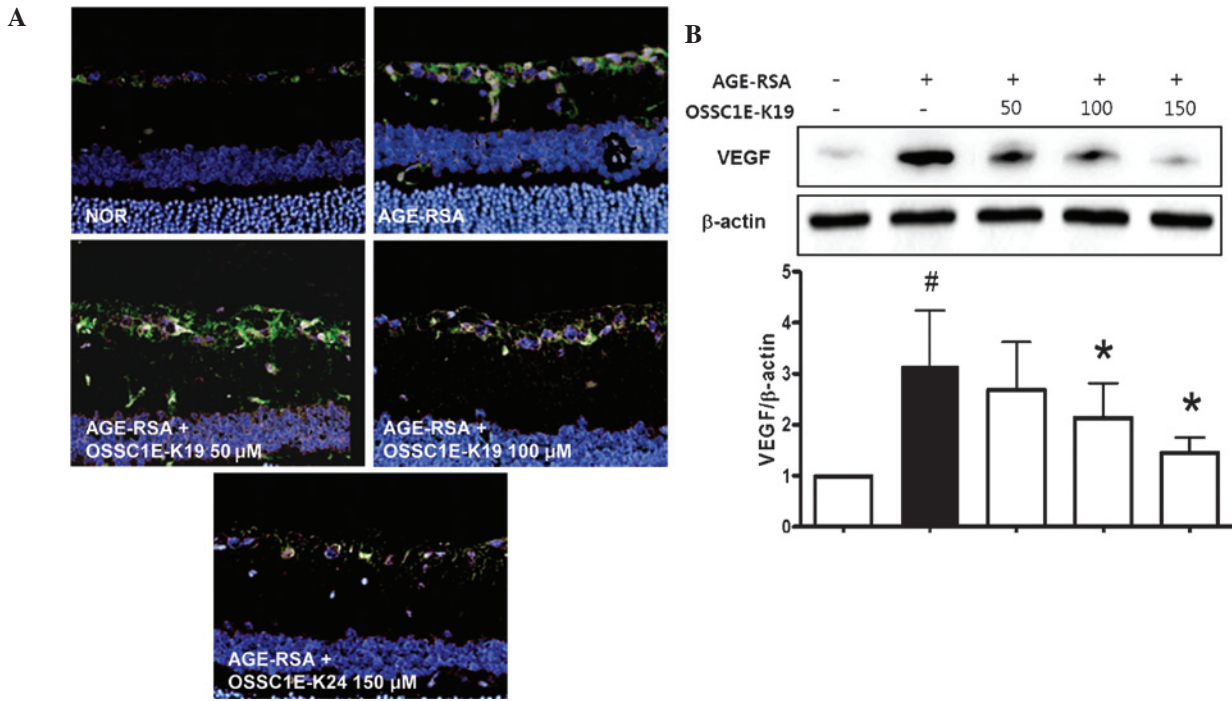 A
NOR
AGE-RSA
AGE-RSA +
OSSC1E-K19 50 µM
AGE-RSA +
OSSC1E-K19 100 µM
AGE-RSA +
OSSC1E-K24 150 µM
B
AGE-RSA - + + + +
OSSC1E-K19 - - 50 100 150
VEGF
β-actin
VEGF/β-actin
5
4
3
2
1
0
#
*
*